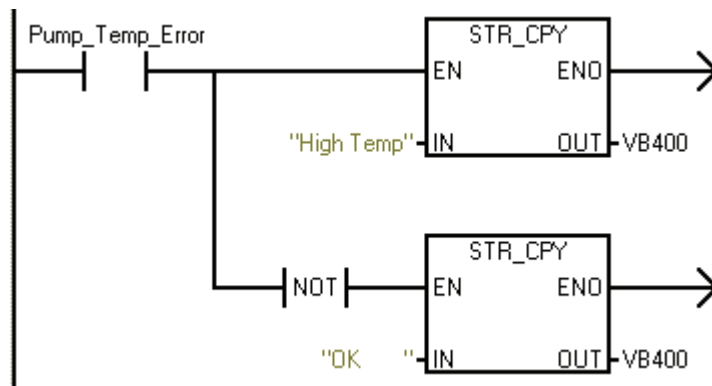 Pump_Temp_Error
STR_CPY
EN ENO
"High Temp" IN OUT VB400
STR_CPY
NOT EN ENO
"OK      " IN OUT VB400